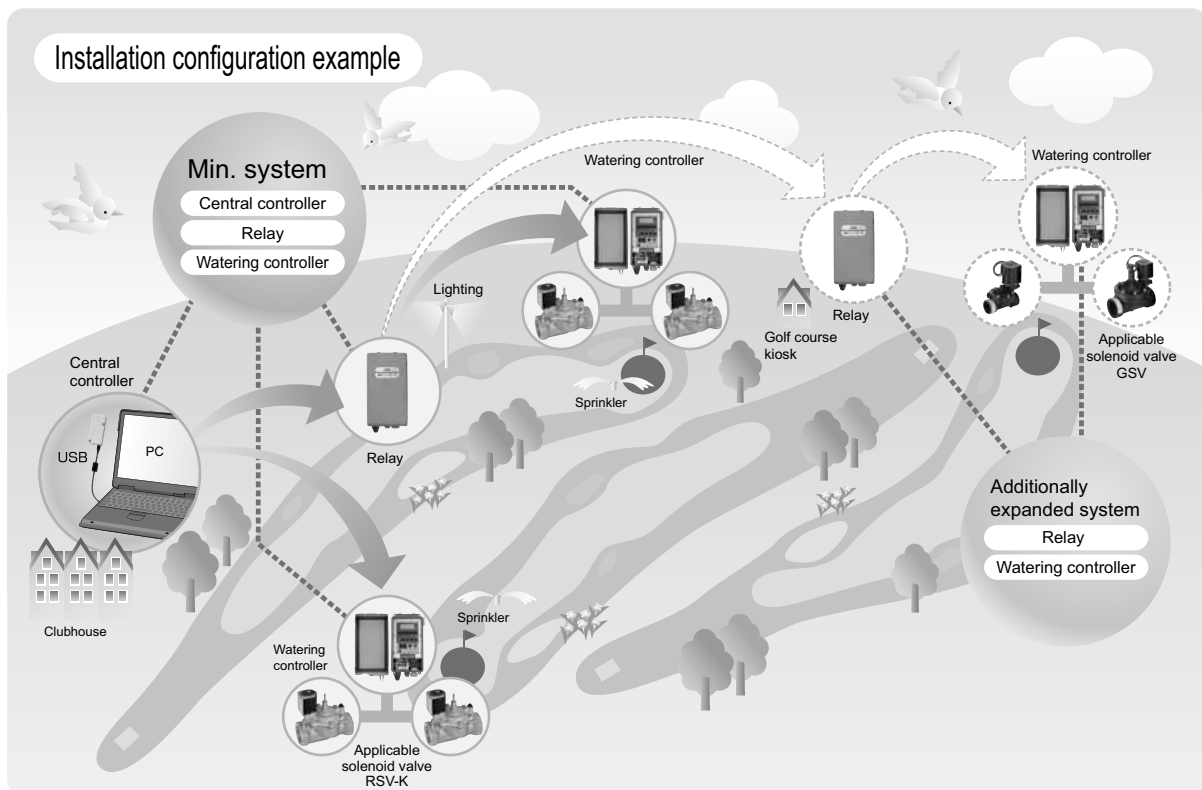 Installation configuration example
Min. system
Central controller
Relay
Watering controller
Watering controller
Watering controller
Lighting
Relay
Golf course
kiosk
Applicable
solenoid valve
GSV
Central
controller
USB
PC
Relay
Sprinkler
Additionally
expanded system
Relay
Watering controller
Clubhouse
Sprinkler
Watering
controller
Applicable
solenoid valve
RSV-K